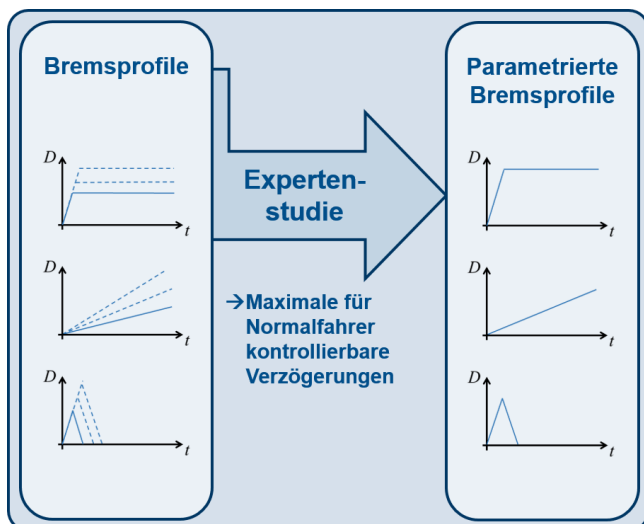 Bremsprofile
D
t
D
t
D
t
Experten-
studie
→Maximale für
Normalfahrer
kontrollierbare
Verzögerungen
Parametrierte
Bremsprofile
D
t
D
t
D
t